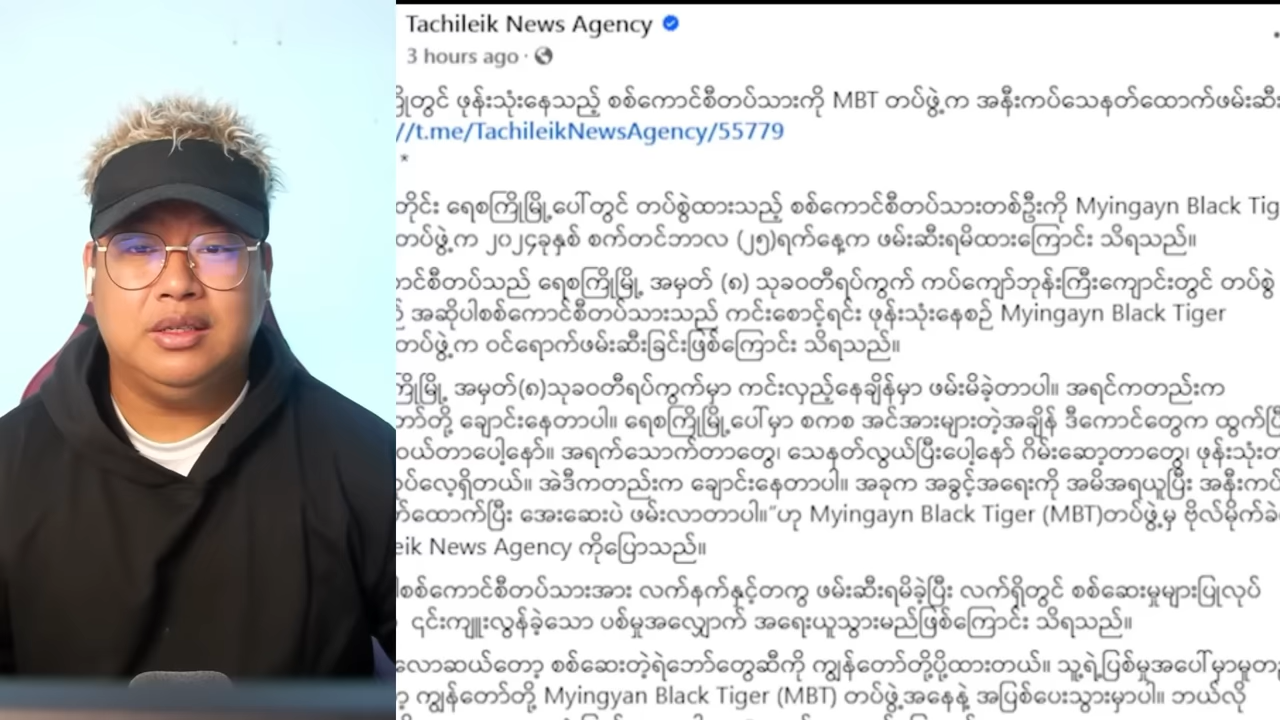 Tachileik News Agency
3 hours ago ·
တွင် ဖုန်းသုံးနေသည့် စစ်ကောင်စီတပ်သားကို MBT တပ်ဖွဲ့က အနီးကပ်သေနတ်ထောက်ဖမ်းဆီး
//t.me/TachileikNewsAgency/55779
*
တိုင်း ရေစကြိုမြို့ပေါ်တွင် တပ်စွဲထားသည့် စစ်ကောင်စီတပ်သားတစ်ဦးကို Myingayn Black Tig
တပ်ဖွဲ့က ၂၀၂၄ခုနှစ် စက်တင်ဘာလ (၂၅)ရက်နေ့က ဖမ်းဆီးရမိထားကြောင်း သိရသည်။
ကောင်စီတပ်သည် ရေစကြိုမြို့ အမှတ် (၈) သုခဝတီရပ်ကွက် ကပ်ကျော်ဘုန်းကြီးကျောင်းတွင် တပ်စွဲ
အဆိုပါစစ်ကောင်စီတပ်သားသည် ကင်းစောင့်ရင်း ဖုန်းသုံးနေစဉ် Myingayn Black Tiger
တပ်ဖွဲ့က ဝင်ရောက်ဖမ်းဆီးခြင်းဖြစ်ကြောင်း သိရသည်။
မြို့ အမှတ်(၈)သုခဝတီရပ်ကွက်မှာ ကင်းလှည့်နေချိန်မှာ ဖမ်းမိခဲ့တာပါ။ အရင်ကတည်းက
တော်တို့ ချောင်းနေတာပါ။ ရေစကြိုမြို့ပေါ်မှာ စကစ အင်အားများတဲ့အချိန် ဒီကောင်တွေက ထွက်ပြီ
ဝယ်တာပေါ့နော်။ အရက်သောက်တာတွေ၊ သေနတ်လွယ်ပြီးပေါ့နော် ဂိမ်းဆော့တာတွေ၊ ဖုန်းသုံးတ
လုပ်လေ့ရှိတယ်။ အဲဒီကတည်းက ချောင်းနေတာပါ။ အခုက အခွင့်အရေးကို အမိအရယူပြီး အနီးကပ်
ထောက်ပြီး အေးဆေးပဲ ဖမ်းလာတာပါ။"ဟု Myingayn Black Tiger (MBT)တပ်ဖွဲ့မှ ဗိုလ်မိုက်ခဲ
eik News Agency ကိုပြောသည်။
စစ်ကောင်စီတပ်သားအား လက်နက်နှင့်တကွ ဖမ်းဆီးရမိခဲ့ပြီး လက်ရှိတွင် စစ်ဆေးမှုများပြုလုပ်
၎င်းကျူးလွန်ခဲ့သော ပစ်မှုအလျှောက် အရေးယူသွားမည်ဖြစ်ကြောင်း သိရသည်။
လောဆယ်တော့ စစ်ဆေးတဲ့ရဲဘော်တွေဆီကို ကျွန်တော်တို့ပို့ထားတယ်။ သူ့ရဲ့ပြစ်မှုအပေါ်မှာမူတည
ကျွန်တော်တို့ Myingyan Black Tiger (MBT) တပ်ဖွဲ့အနေနဲ့ အပြစ်ပေးသွားမှာပါ။ ဘယ်လို